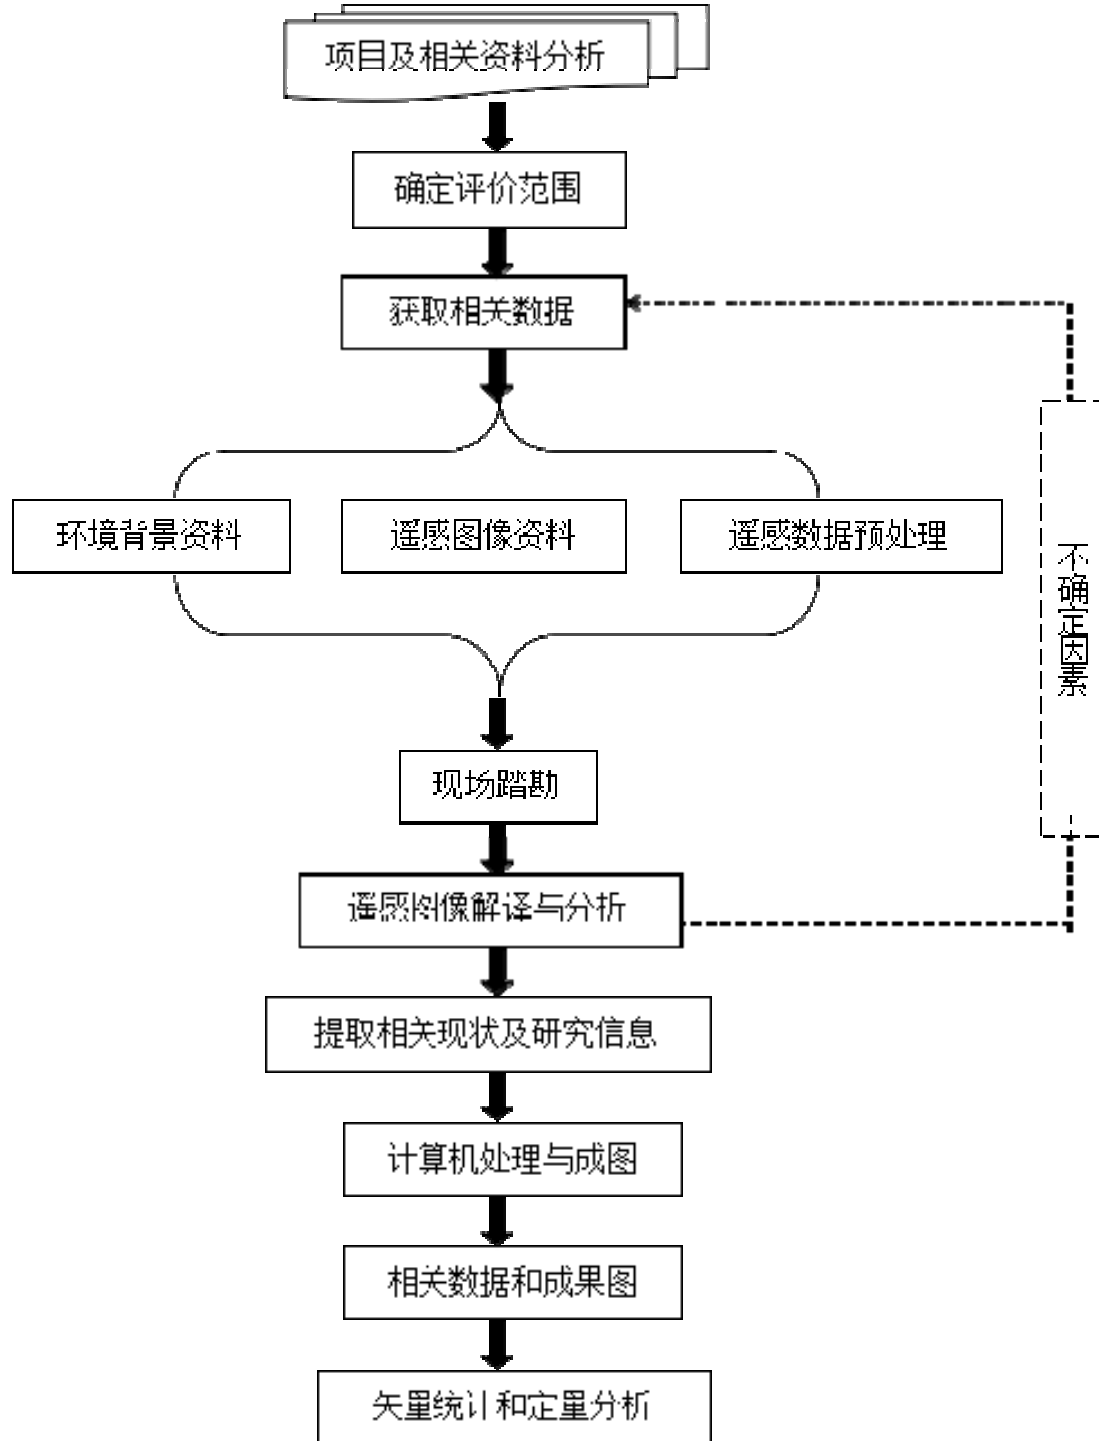 项目及相关资料分析
确定评价范围
获取相关数据
环境背景资料
遥感图像资料
遥感数据预处理
不确定因素
现场踏勘
遥感图像解译与分析
提取相关现状及研究信息
计算机处理与成图
相关数据和成果图
矢量统计和定量分析